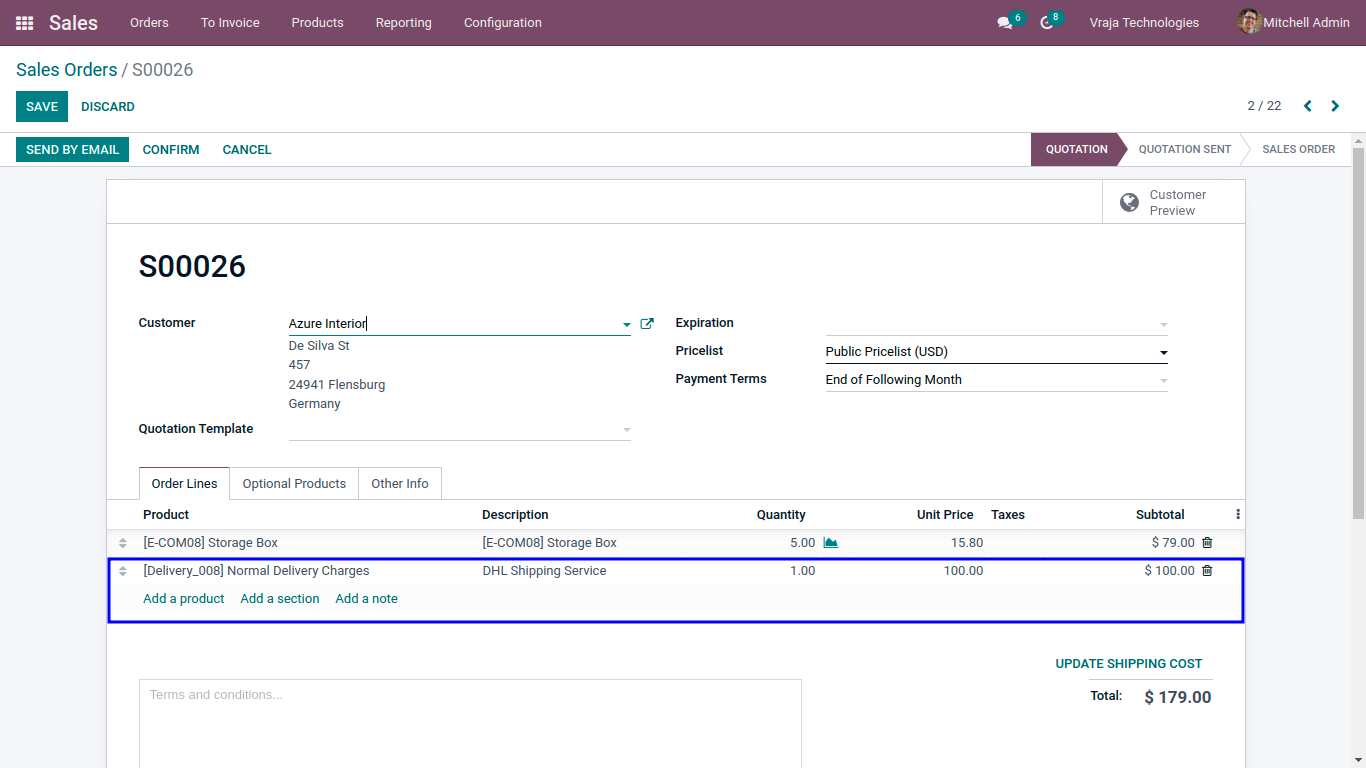 Sales Orders To Invoice Products Reporting Configuration 6 8 Vraja Technologies Mitchell Admin
Sales Orders / S00026
SAVE DISCARD 2 / 22
SEND BY EMAIL CONFIRM CANCEL QUOTATION QUOTATION SENT SALES ORDER
Customer
Preview
S00026
Customer Azure Interior Expiration
De Silva St Pricelist Public Pricelist (USD)
457
24941 Flensburg Payment Terms End of Following Month
Germany
Quotation Template
Order Lines Optional Products Other Info
Product Description Quantity Unit Price Taxes Subtotal
[E-COM08] Storage Box [E-COM08] Storage Box 5.00 15.80 $ 79.00
[Delivery_008] Normal Delivery Charges DHL Shipping Service 1.00 100.00 $ 100.00
Add a product Add a section Add a note
UPDATE SHIPPING COST
Terms and conditions... Total: $ 179.00